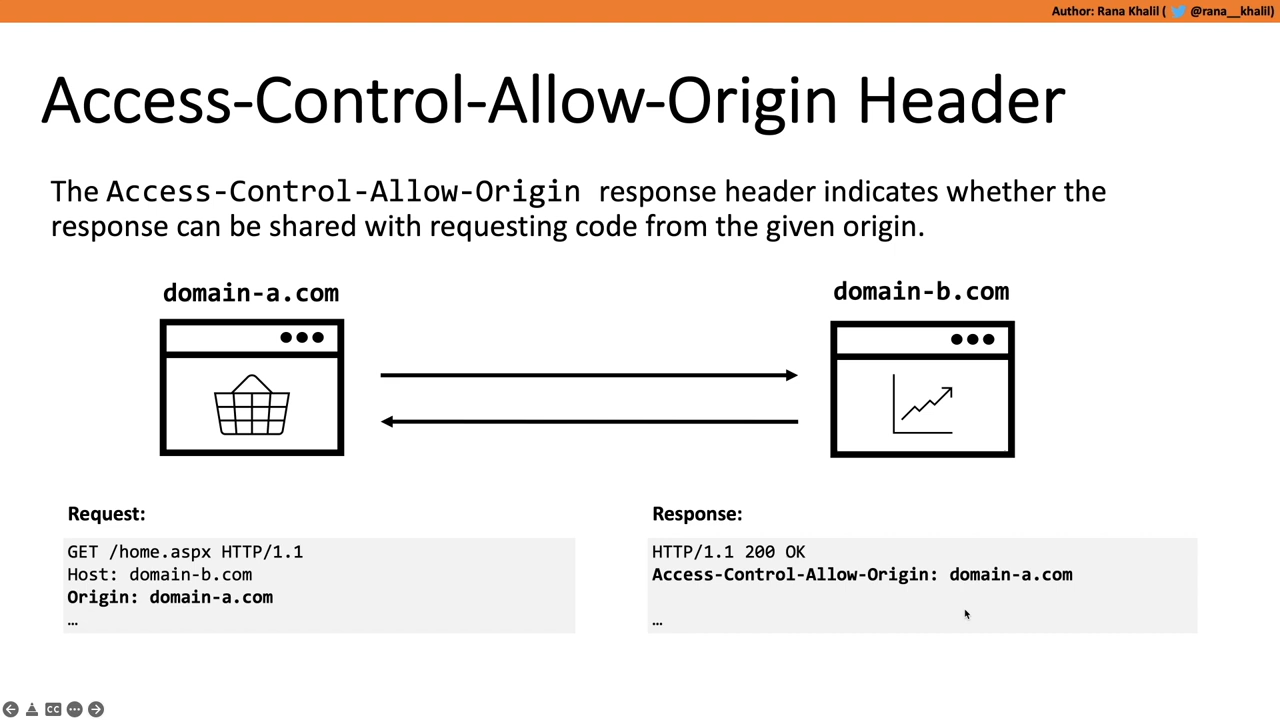 Author: Rana Khalil ( @rana__khalil)
Access-Control-Allow-Origin Header
The Access-Control-Allow-Origin response header indicates whether the
response can be shared with requesting code from the given origin.
domain-a.com
domain-b.com
Request:
GET /home.aspx HTTP/1.1
Host: domain-b.com
Origin: domain-a.com
…
Response:
HTTP/1.1 200 OK
Access-Control-Allow-Origin: domain-a.com
…
CC